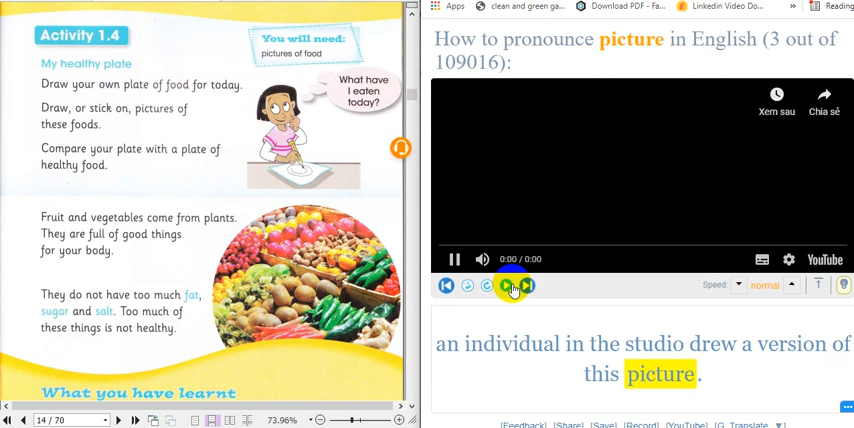 Activity 1.4
You will need:
pictures of food
My healthy plate
Draw your own plate of food for today.
Draw, or stick on, pictures of
these foods.
Compare your plate with a plate of
healthy food.
What have
I eaten
today?
Fruit and vegetables come from plants.
They are full of good things
for your body.
They do not have too much fat,
sugar and salt. Too much of
these things is not healthy.
What you have learnt
14 / 70
73.96%
Apps
clean and green ga...
Download PDF - Fa...
Linkedin Video Do...
»
Reading
How to pronounce picture in English (3 out of
109016):
Xem sau
Chia sẻ
0:00 / 0:00
YouTube
Speed:
normal
an individual in the studio drew a version of
this picture.
[Feedback] [Share] [Save] [Record] [YouTube] [G. Translate ▼]